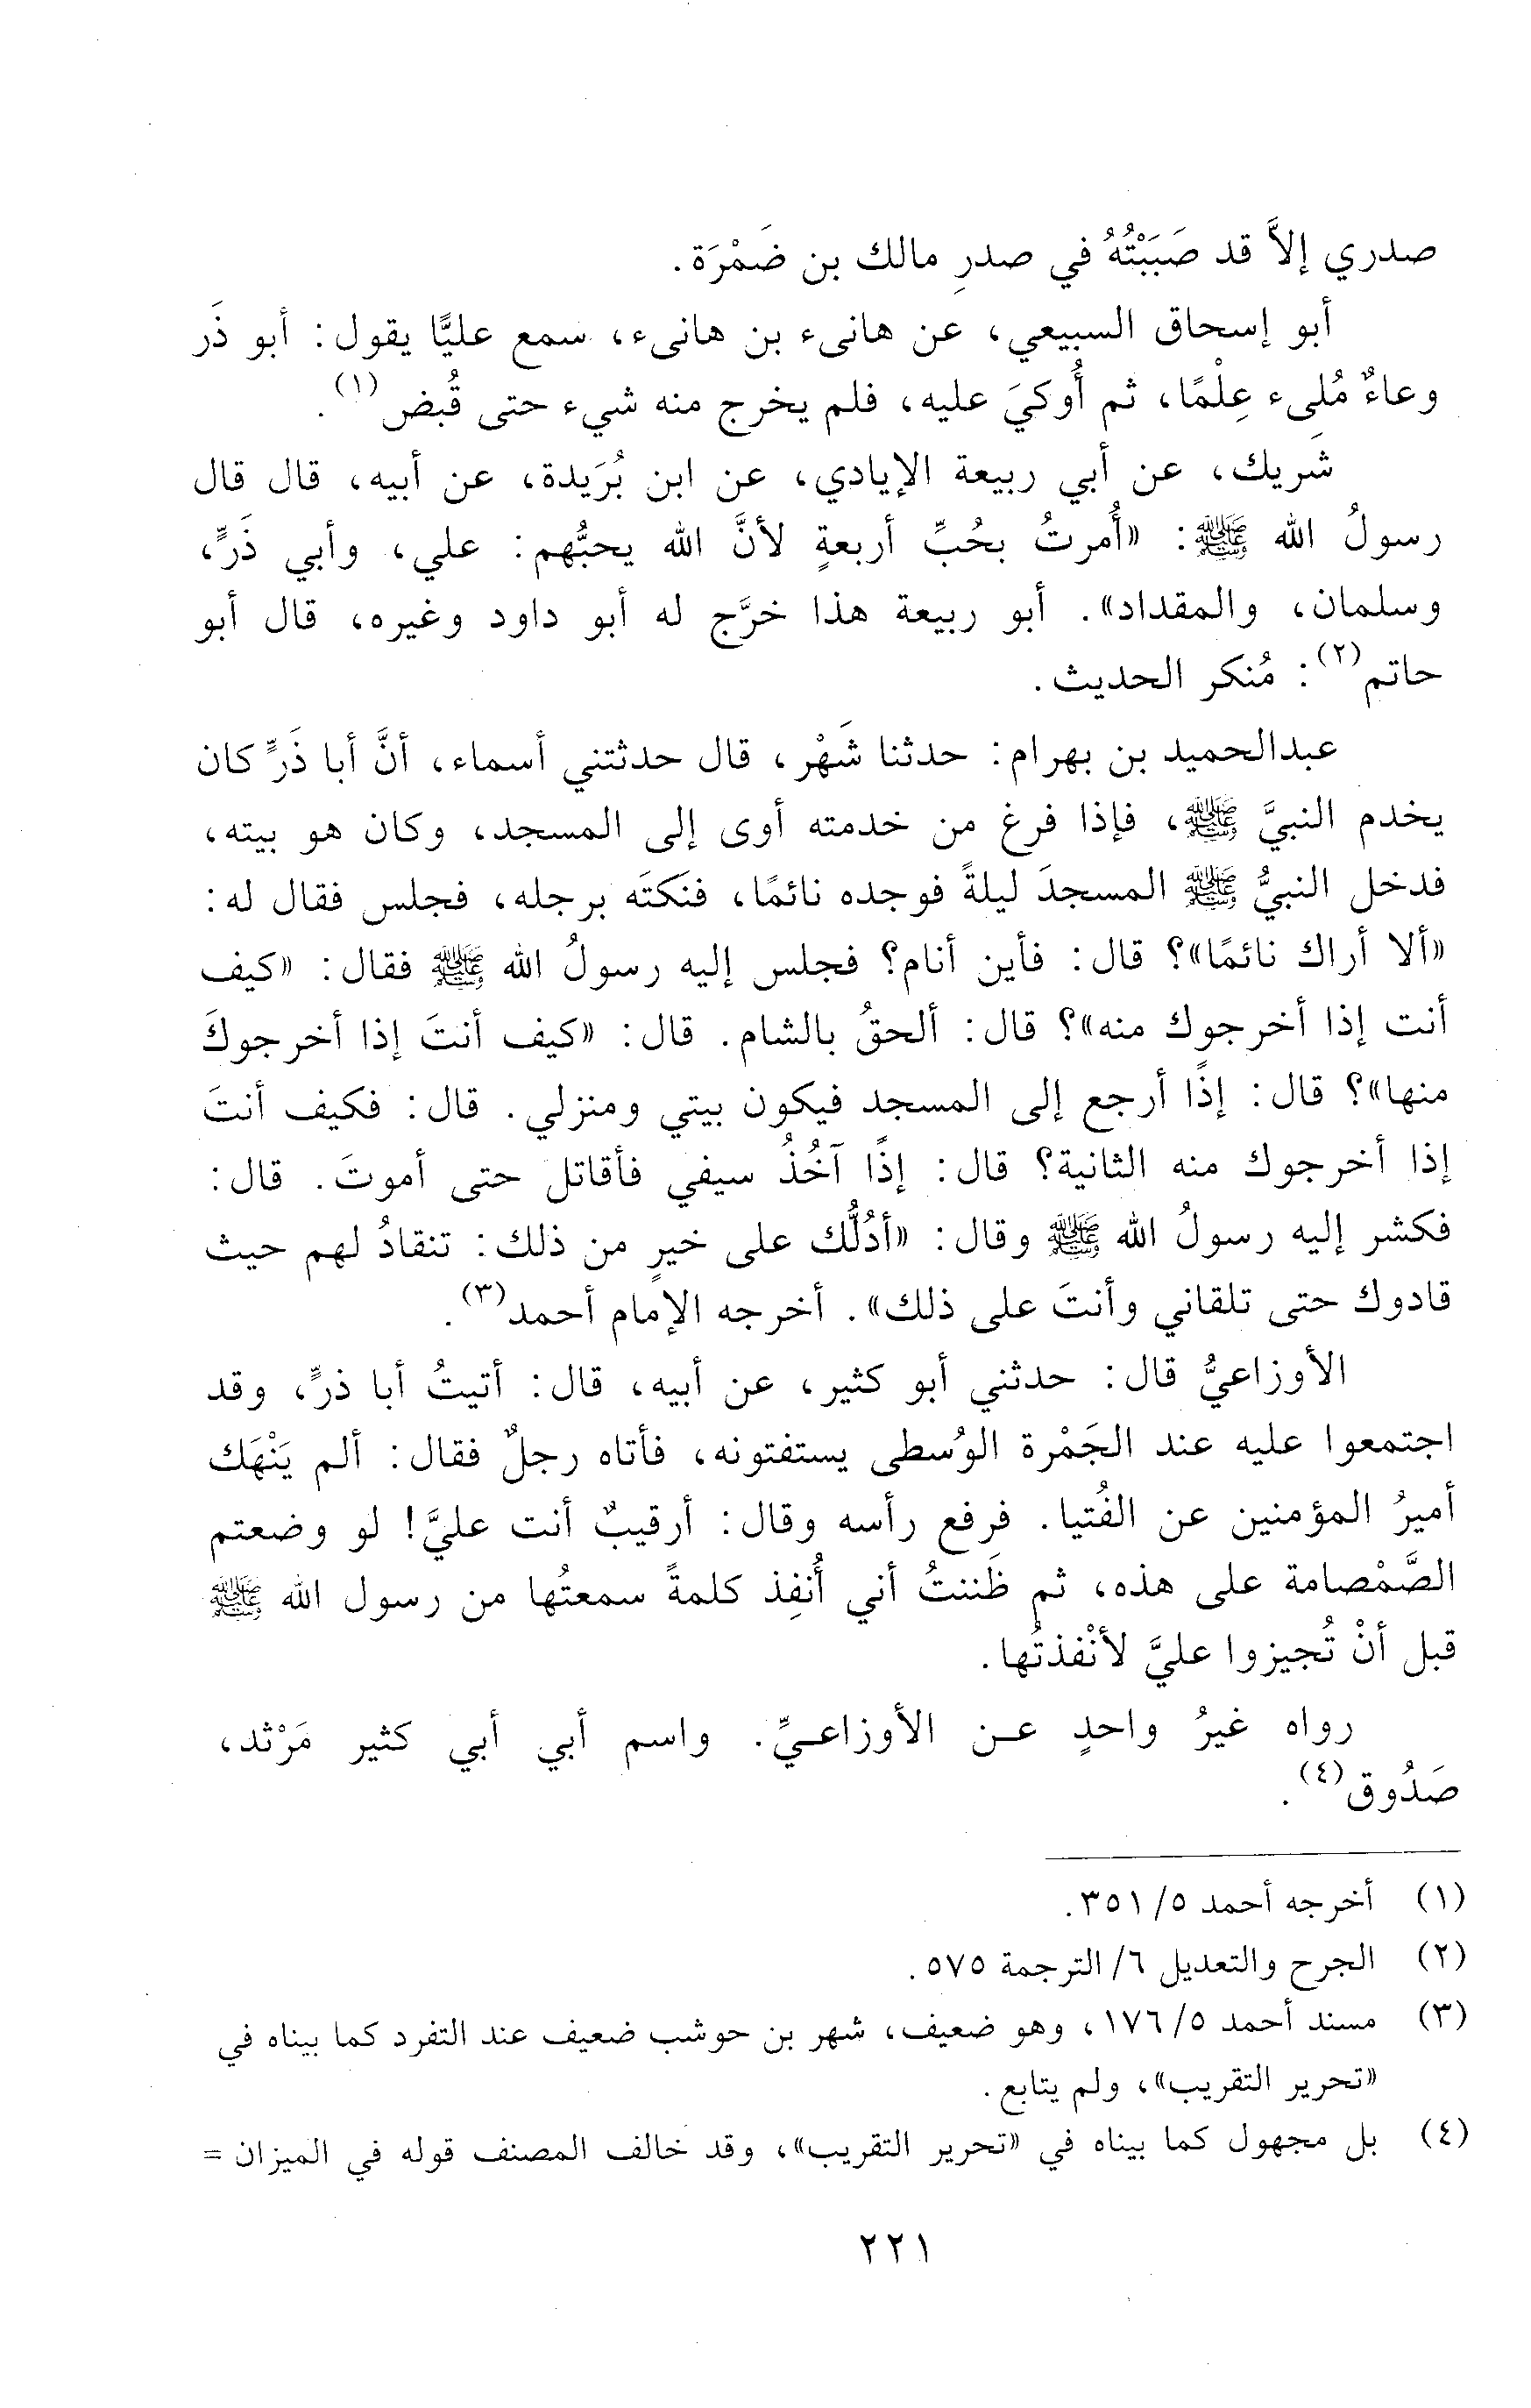 صدري إلاَّ قد صَبَبْتُهُ في صدرِ مالك بن ضَمْرَة.
أبو إسحاق السبيعي، عن هانىء بن هانىء، سمع عليًّا يقول: أبو ذَر
وعاءٌ مُلىء عِلْمًا، ثم أُوكيَ عليه، فلم يخرج منه شيء حتى قُبض(١).
شَريك، عن أبي ربيعة الإيادي، عن ابن بُرَيدة، عن أبيه، قال قال
رسولُ الله ﷺ: «أُمرتُ بحُبِّ أربعةٍ لأنَّ الله يحبُّهم: علي، وأبي ذَرٍّ،
وسلمان، والمقداد». أبو ربيعة هذا خرَّج له أبو داود وغيره، قال أبو
حاتم(٢): مُنكر الحديث.
عبدالحميد بن بهرام: حدثنا شَهْر، قال حدثتني أسماء، أنَّ أبا ذَرٍّ كان
يخدم النبيَّ ﷺ، فإذا فرغ من خدمته أوى إلى المسجد، وكان هو بيته،
فدخل النبيُّ ﷺ المسجدَ ليلةً فوجده نائمًا، فنَكَتَه برجله، فجلس فقال له:
«ألا أراك نائمًا»؟ قال: فأين أنام؟ فجلس إليه رسولُ الله ﷺ فقال: «كيف
أنت إذا أخرجوك منه»؟ قال: ألحقُ بالشام. قال: «كيف أنتَ إذا أخرجوكَ
منها»؟ قال: إذًا أرجع إلى المسجد فيكون بيتي ومنزلي. قال: فكيف أنتَ
إذا أخرجوك منه الثانية؟ قال: إذًا آخُذُ سيفي فأقاتل حتى أموتَ. قال:
فكشر إليه رسولُ الله ﷺ وقال: «أدُلُّك على خيرٍ من ذلك: تنقادُ لهم حيث
قادوك حتى تلقاني وأنتَ على ذلك». أخرجه الإمام أحمد(٣).
الأوزاعيُّ قال: حدثني أبو كثير، عن أبيه، قال: أتيتُ أبا ذرٍّ، وقد
اجتمعوا عليه عند الجَمْرة الوُسطى يستفتونه، فأتاه رجلٌ فقال: ألم يَنْهَك
أميرُ المؤمنين عن الفُتيا. فرفع رأسه وقال: أرقيبٌ أنت عليَّ! لو وضعتم
الصَّمْصامة على هذه، ثم ظَننتُ أني أُنفِذ كلمةً سمعتُها من رسول الله ﷺ
قبل أنْ تُجيزوا عليَّ لأنْفذتُها.
رواه غيرُ واحدٍ عـن الأوزاعـيِّ. واسم أبي أبي كثير مَرْثد،
صَدُوق(٤).
(١) أخرجه أحمد ٥/ ٣٥١.
(٢) الجرح والتعديل ٦/ الترجمة ٥٧٥.
(٣) مسند أحمد ٥/ ١٧٦، وهو ضعيف، شهر بن حوشب ضعيف عند التفرد كما بيناه في
«تحرير التقريب»، ولم يتابع.
(٤) بل مجهول كما بيناه في «تحرير التقريب»، وقد خالف المصنف قوله في الميزان =
٢٢١